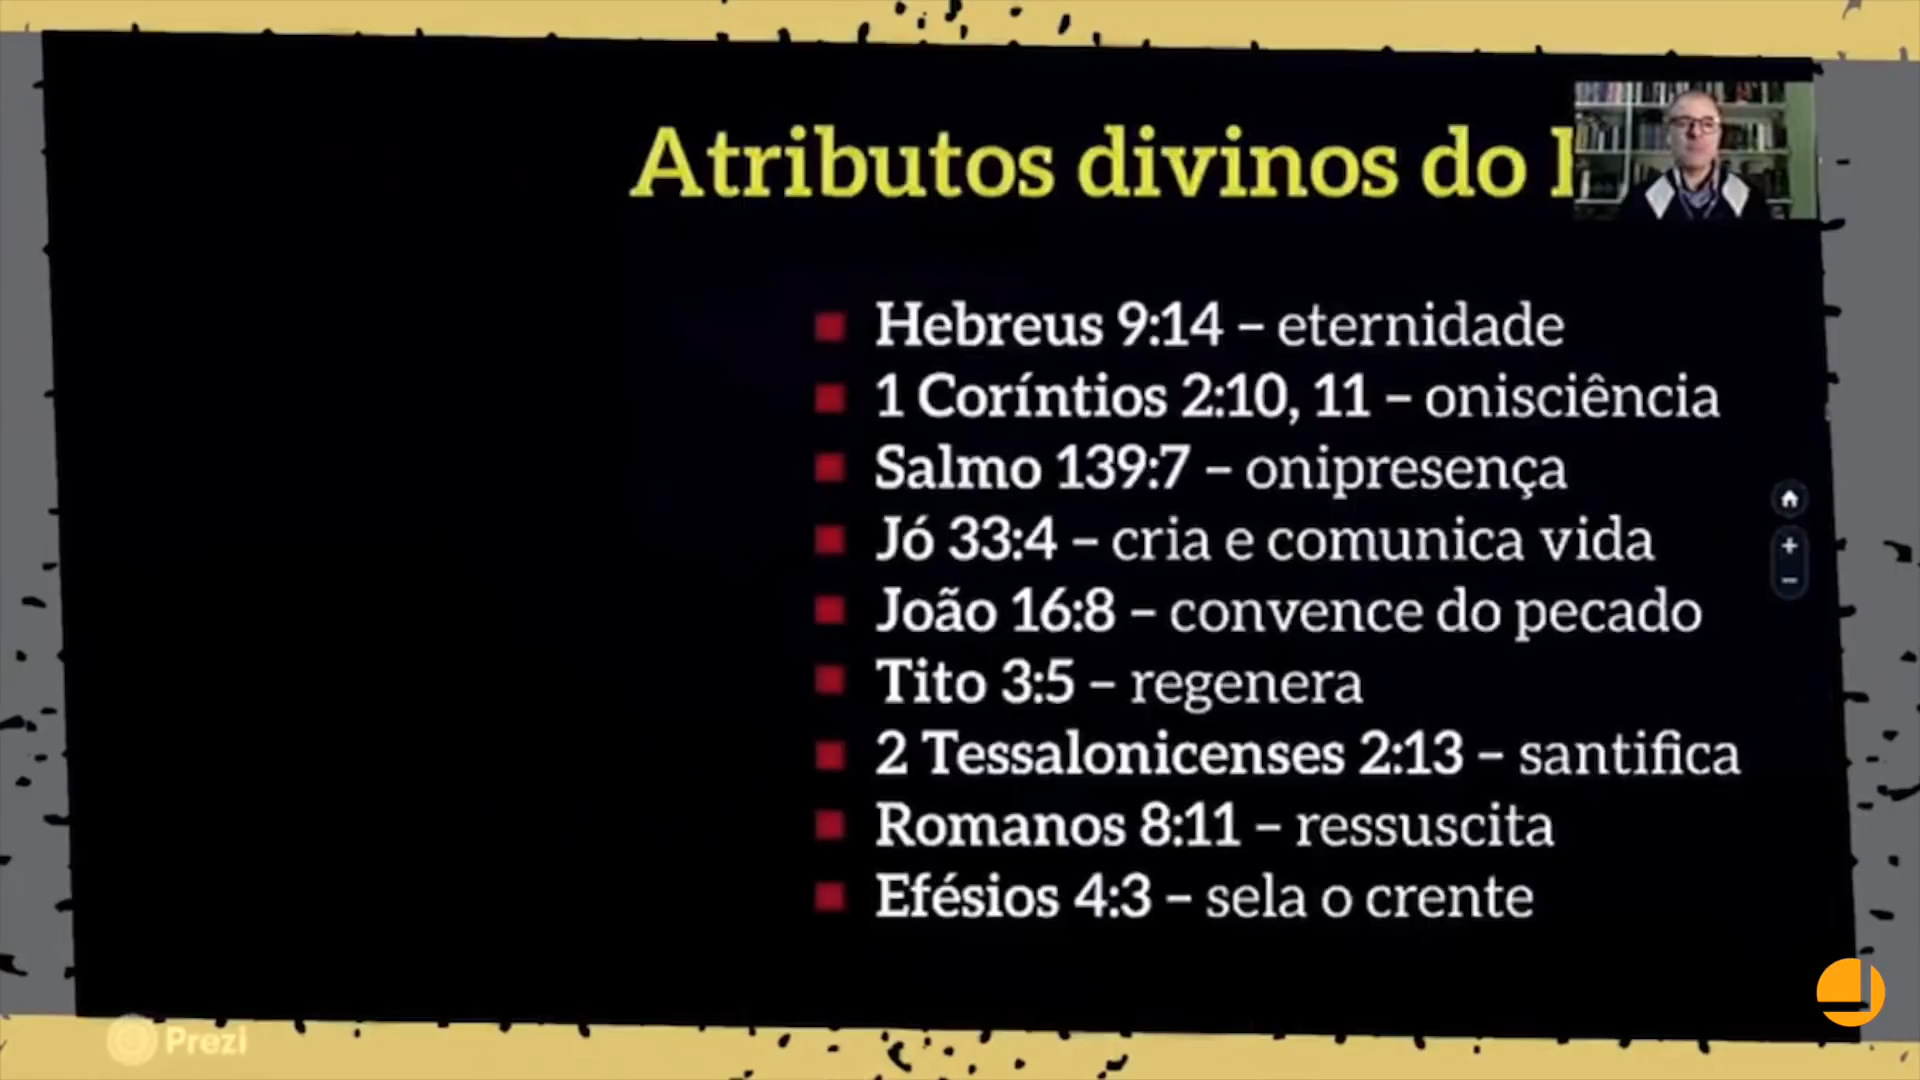 Atributos divinos do
Hebreus 9:14 – eternidade
1 Coríntios 2:10, 11 – onisciência
Salmo 139:7 – onipresença
Jó 33:4 – cria e comunica vida
João 16:8 – convence do pecado
Tito 3:5 – regenera
2 Tessalonicenses 2:13 – santifica
Romanos 8:11 – ressuscita
Efésios 4:3 – sela o crente
Prezi